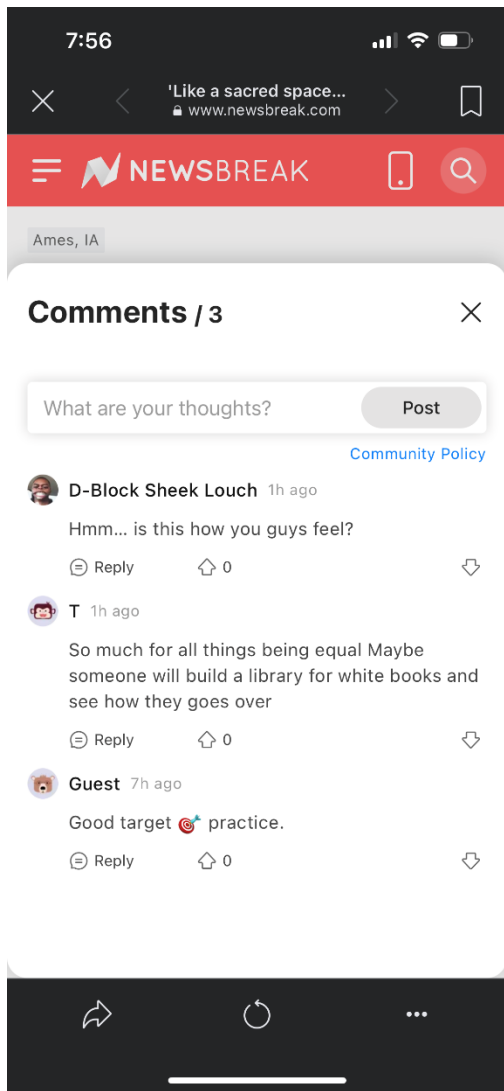 7:56
'Like a sacred space...
www.newsbreak.com
NEWSBREAK
Ames, IA
Comments / 3
What are your thoughts?
Post
Community Policy
D-Block Sheek Louch 1h ago
Hmm... is this how you guys feel?
Reply 0
T 1h ago
So much for all things being equal Maybe
someone will build a library for white books and
see how they goes over
Reply 0
Guest 7h ago
Good target 🎯 practice.
Reply 0